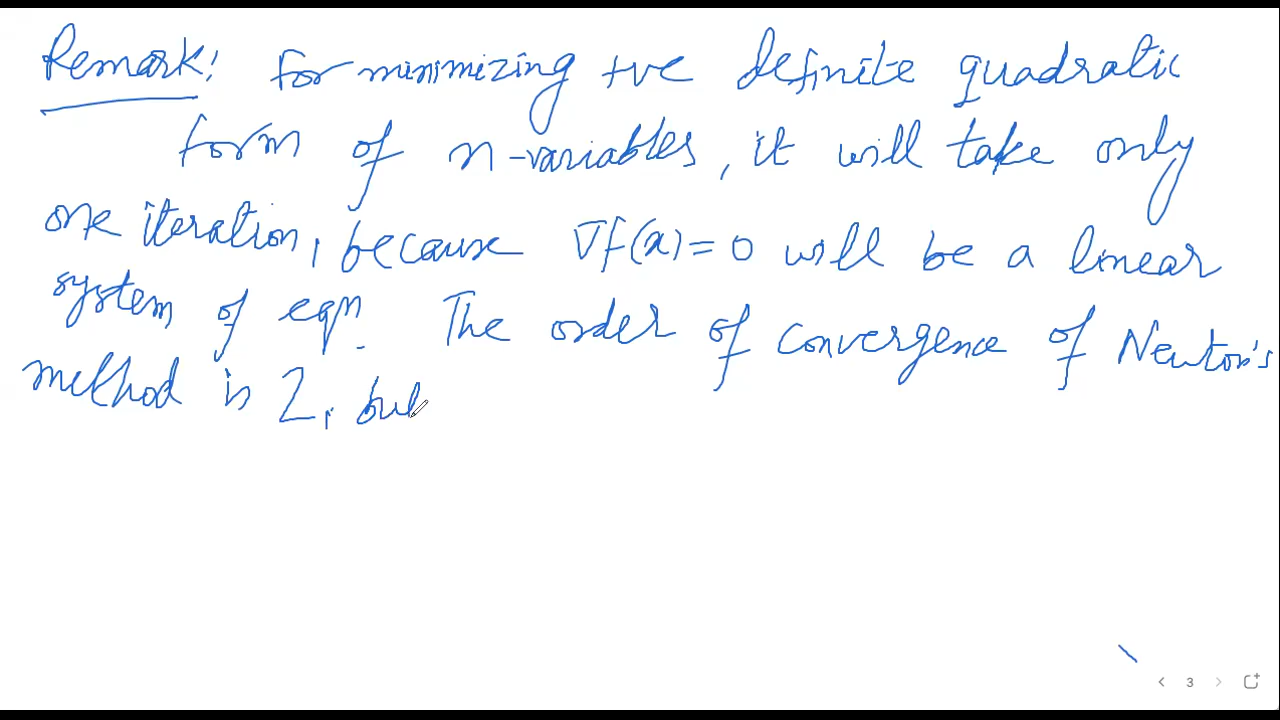 Remark: For minimizing +ve definite quadratic
form of n-variables, it will take only
one iteration, because ∇f(x)=0 will be a linear
system of eqn. The order of convergence of Newton's
method is 2, but
3